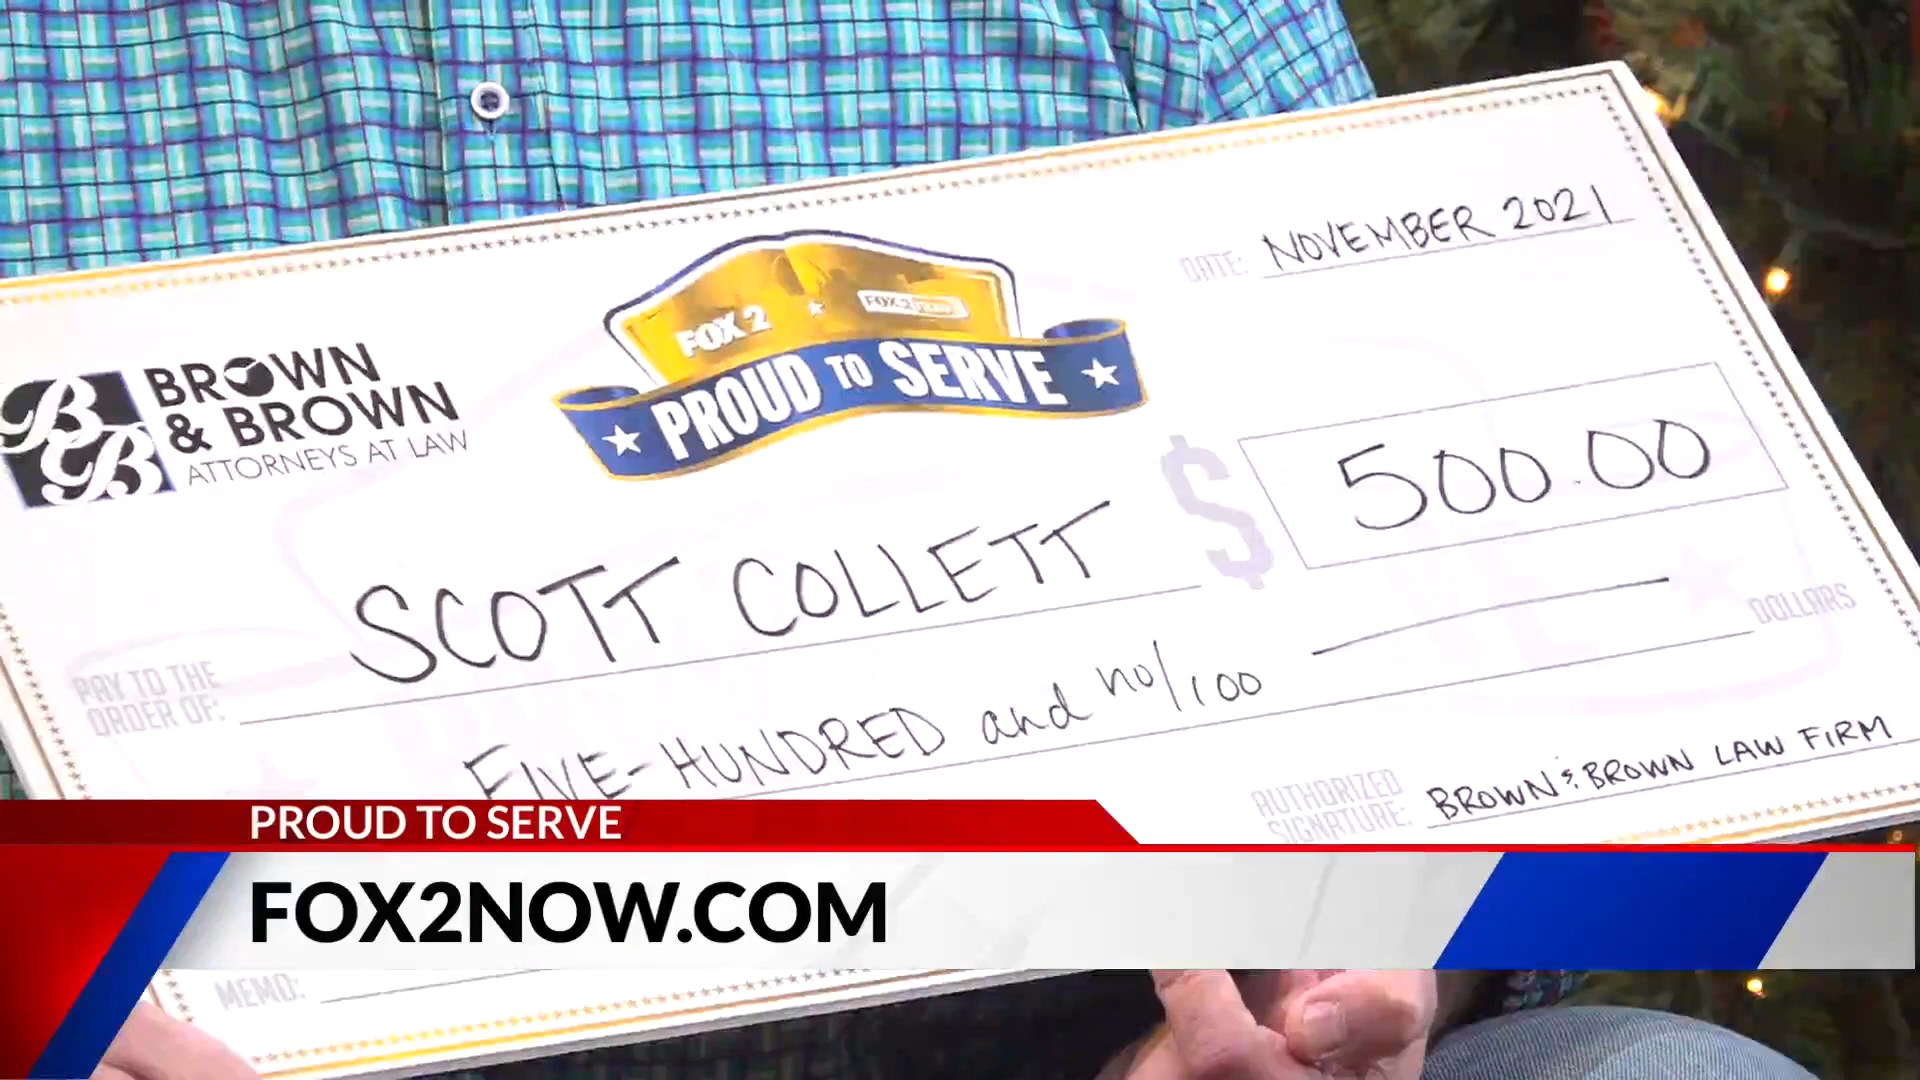 DATE: NOVEMBER 2021
BROWN
& BROWN
ATTORNEYS AT LAW
BB
FOX 2
PROUD TO SERVE
$ 500.00
PAY TO THE
ORDER OF: SCOTT COLLETT
FIVE-HUNDRED and no/100 DOLLARS
AUTHORIZED
SIGNATURE: BROWN & BROWN LAW FIRM
PROUD TO SERVE
FOX2NOW.COM
MEMO: